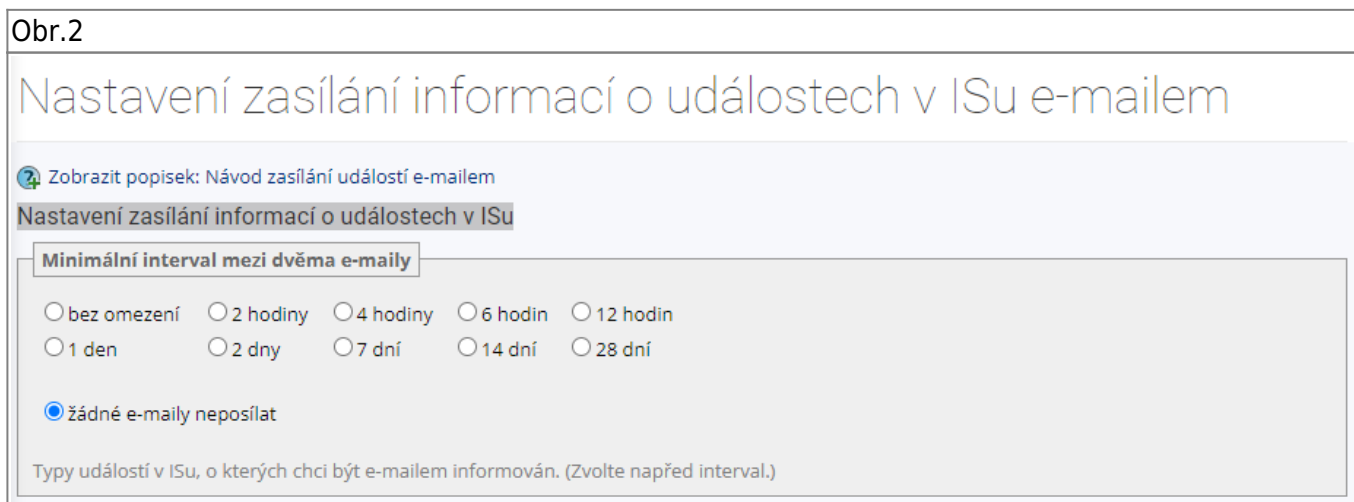 Obr.2
Nastavení zasílání informací o událostech v ISu e-mailem
Zobrazit popisek: Návod zasílání událostí e-mailem
Nastavení zasílání informací o událostech v ISu
Minimální interval mezi dvěma e-maily
bez omezení 2 hodiny 4 hodiny 6 hodin 12 hodin
1 den 2 dny 7 dní 14 dní 28 dní
žádné e-maily neposílat
Typy událostí v ISu, o kterých chci být e-mailem informován. (Zvolte napřed interval.)